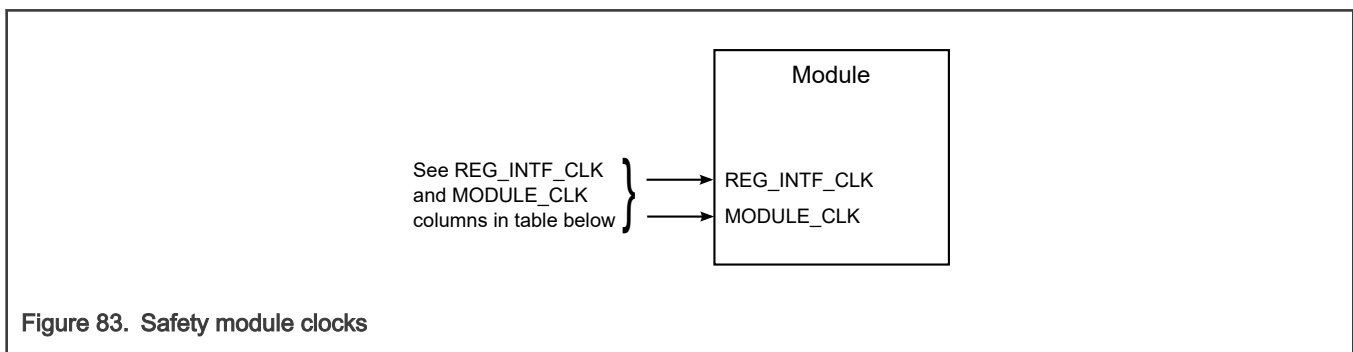 Module
See REG_INTF_CLK
and MODULE_CLK
columns in table below
REG_INTF_CLK
MODULE_CLK
Figure 83. Safety module clocks